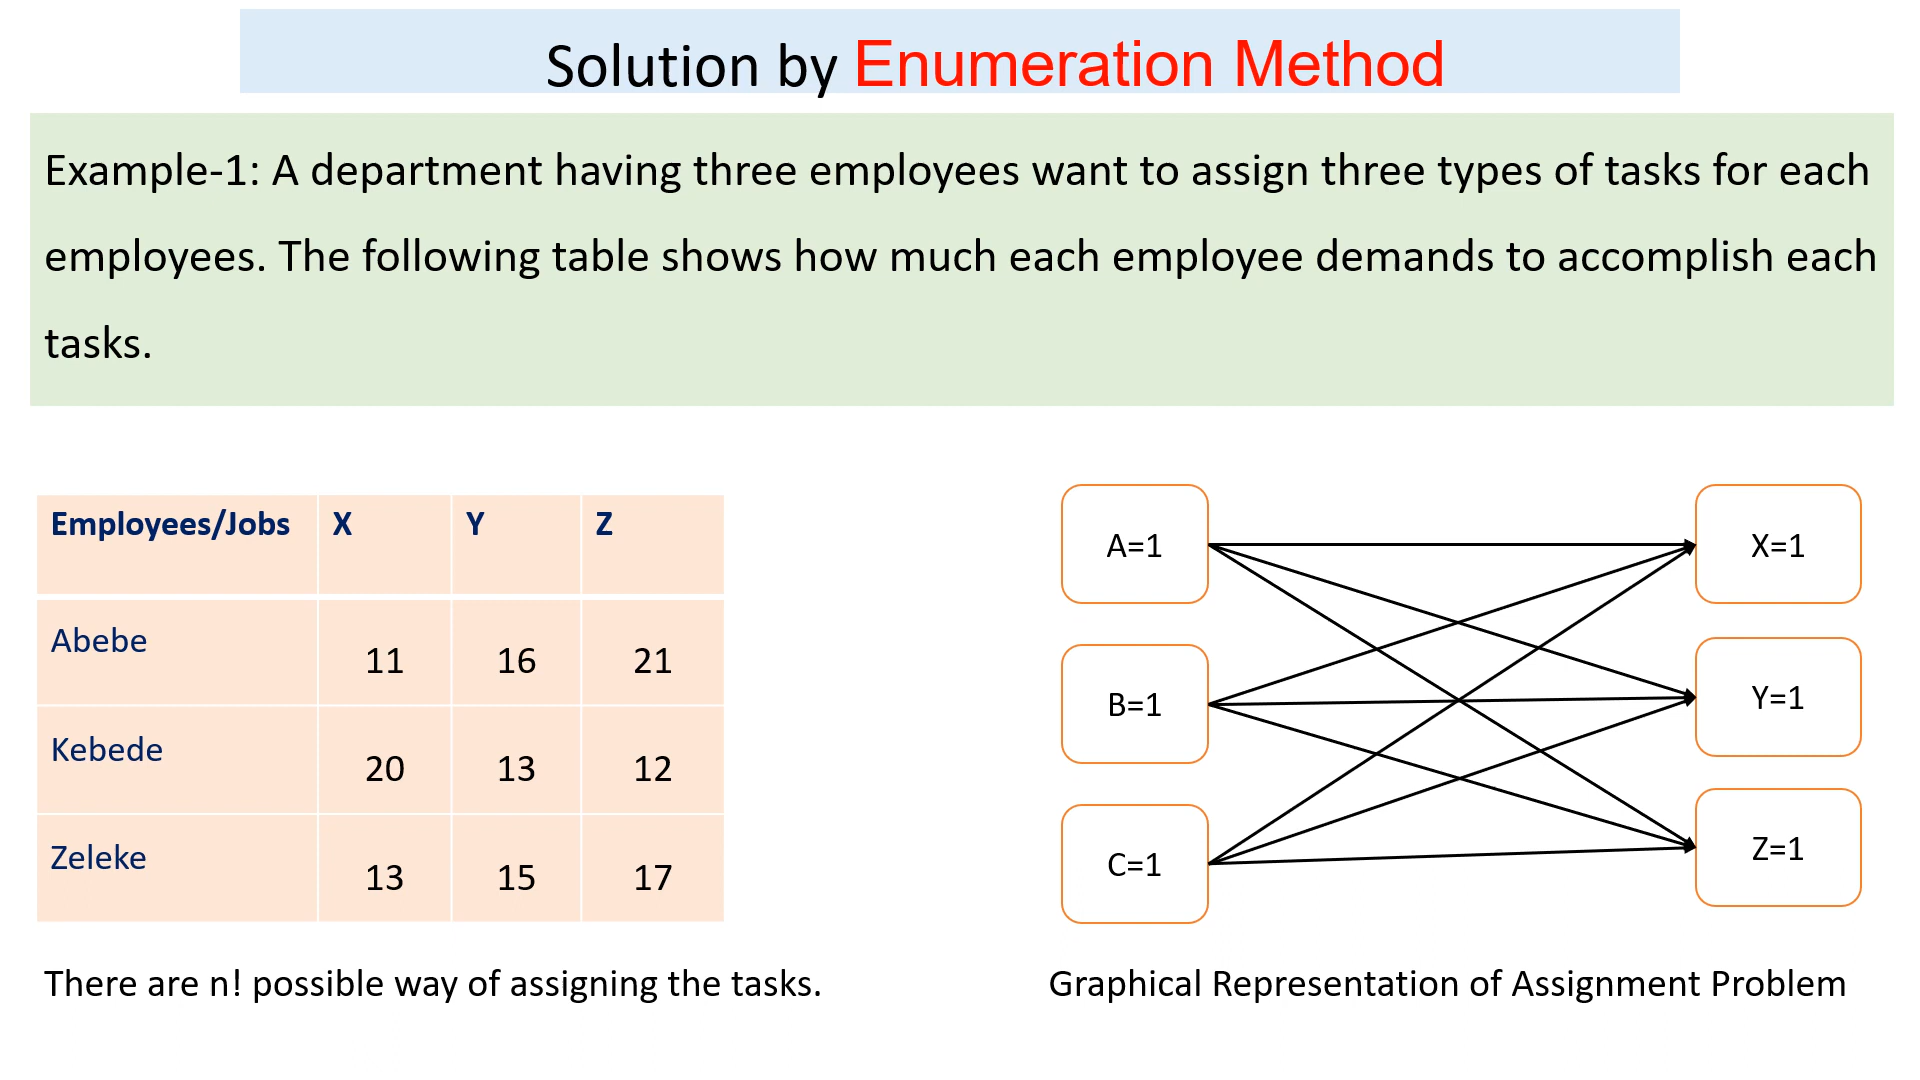 Solution by Enumeration Method
Example-1: A department having three employees want to assign three types of tasks for each
employees. The following table shows how much each employee demands to accomplish each
tasks.
Employees/Jobs X Y Z
Abebe 11 16 21
Kebede 20 13 12
Zeleke 13 15 17
There are n! possible way of assigning the tasks.
A=1 X=1
B=1 Y=1
C=1 Z=1
Graphical Representation of Assignment Problem